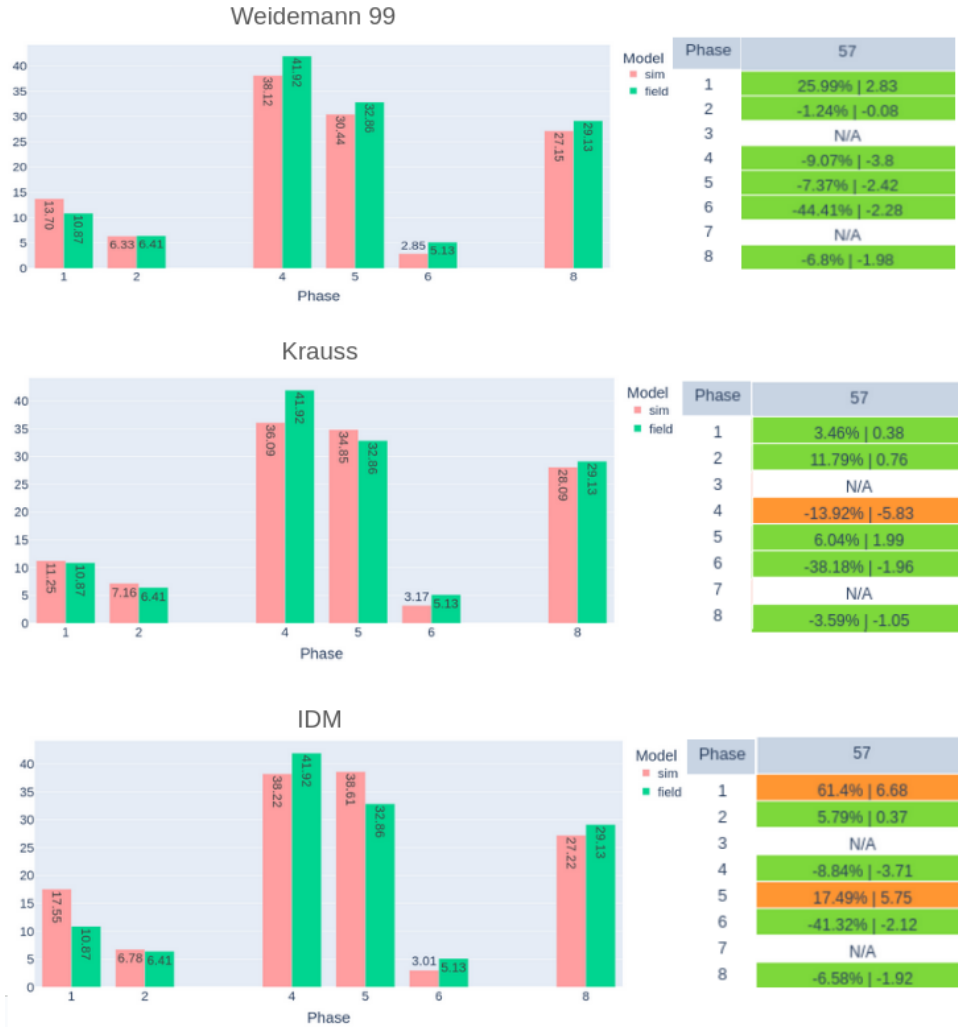 Weidemann 99
40
35
30
25
20
15
10
5
0
13.70
10.87
6.33
6.41
38.12
41.92
30.44
32.86
2.85
5.13
27.15
29.13
1 2 4 5 6 8
Phase
Model
sim
field
Phase 57
1 25.99% | 2.83
2 -1.24% | -0.08
3 N/A
4 -9.07% | -3.8
5 -7.37% | -2.42
6 -44.41% | -2.28
7 N/A
8 -6.8% | -1.98
Krauss
40
35
30
25
20
15
10
5
0
11.25
10.87
7.16
6.41
36.09
41.92
34.85
32.86
3.17
5.13
28.09
29.13
1 2 4 5 6 8
Phase
Model
sim
field
Phase 57
1 3.46% | 0.38
2 11.79% | 0.76
3 N/A
4 -13.92% | -5.83
5 6.04% | 1.99
6 -38.18% | -1.96
7 N/A
8 -3.59% | -1.05
IDM
40
35
30
25
20
15
10
5
0
17.55
10.87
6.78
6.41
38.22
41.92
38.61
32.86
3.01
5.13
27.22
29.13
1 2 4 5 6 8
Phase
Model
sim
field
Phase 57
1 61.4% | 6.68
2 5.79% | 0.37
3 N/A
4 -8.84% | -3.71
5 17.49% | 5.75
6 -41.32% | -2.12
7 N/A
8 -6.58% | -1.92